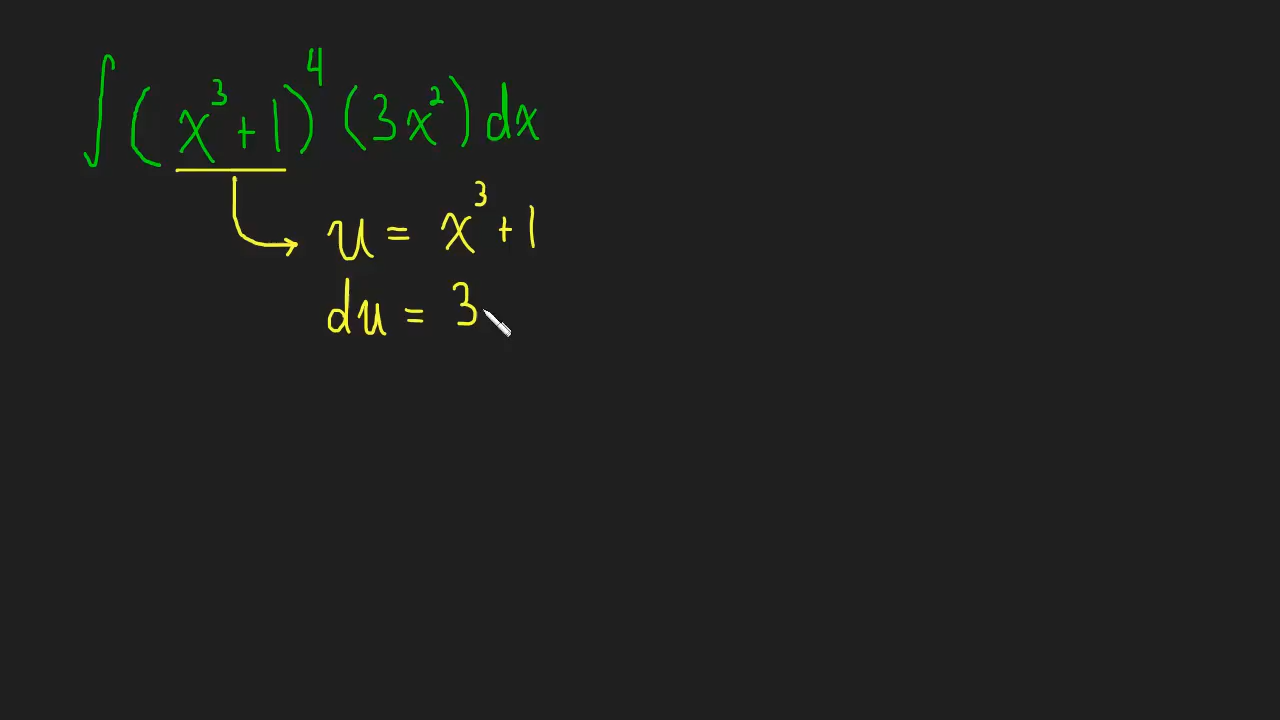 ∫(x³+1)⁴(3x²)dx
u = x³+1
du = 3